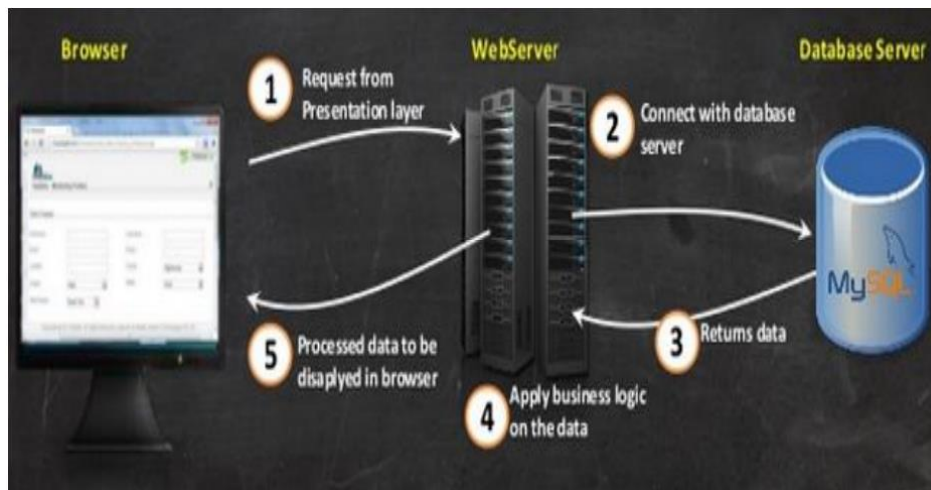 Browser
WebServer
Database Server
1
Request from
Presentation layer
2
Connect with database
server
MySQL
3
Returns data
5
Processed data to be
disaplyed in browser
4
Apply business logic
on the data